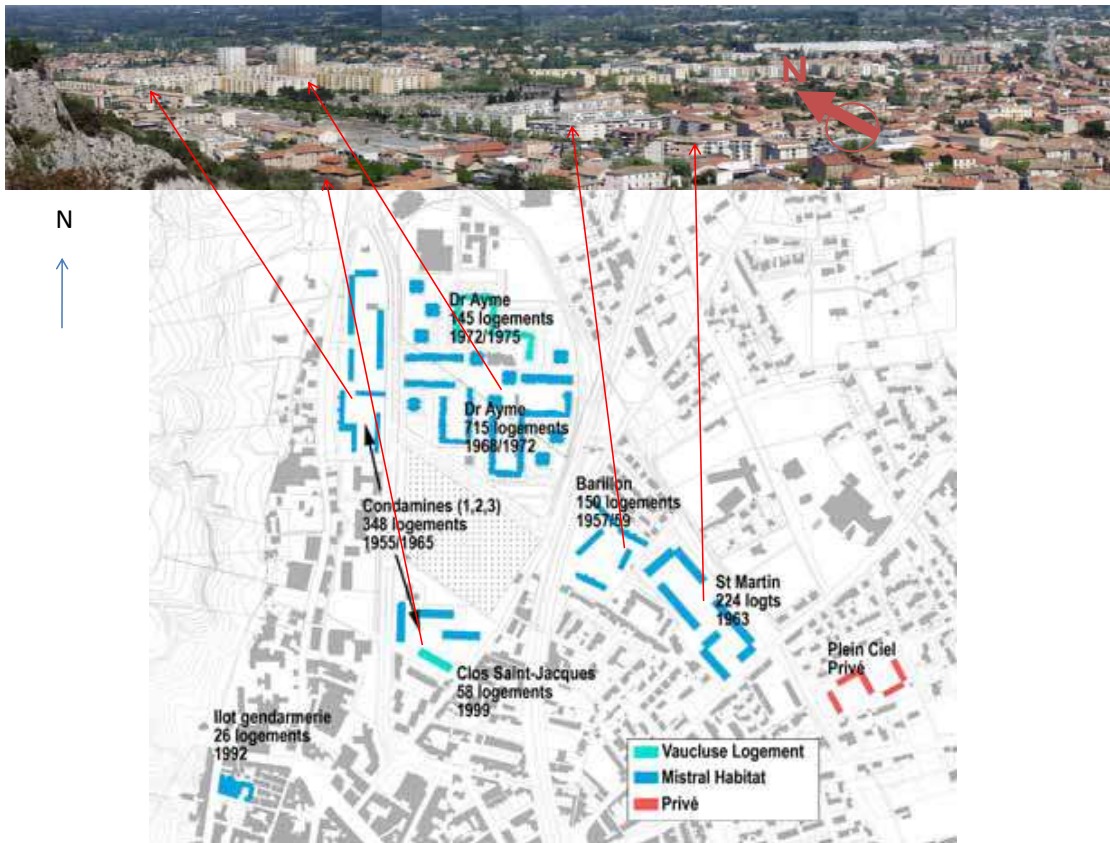 N
N
Dr Ayme
145 logements
1972/1975
Dr Ayme
715 logements
1968/1972
Barillon
150 logements
1957/59
Condamines (1,2,3)
348 logements
1955/1965
St Martin
224 logts
1963
Plein Ciel
Privé
Clos Saint-Jacques
58 logements
1999
Ilot gendarmerie
26 logements
1992
Vaucluse Logement
Mistral Habitat
Privé